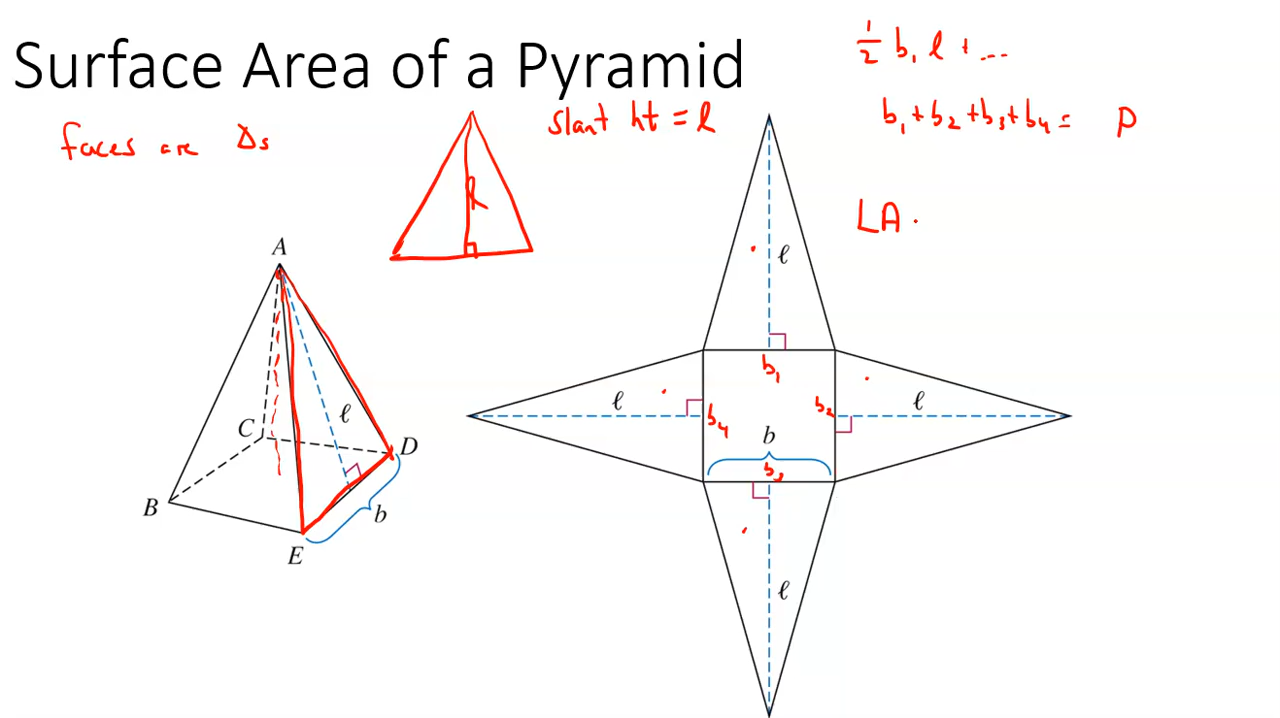 Surface Area of a Pyramid
½ b₁ ℓ + ...
faces are Δs
slant ht = ℓ
b₁ + b₂ + b₃ + b₄ = P
ℓ
LA
A
ℓ
b₁
C
ℓ
D
B
b
E
ℓ
b₄
b₂
ℓ
b
b₃
ℓ